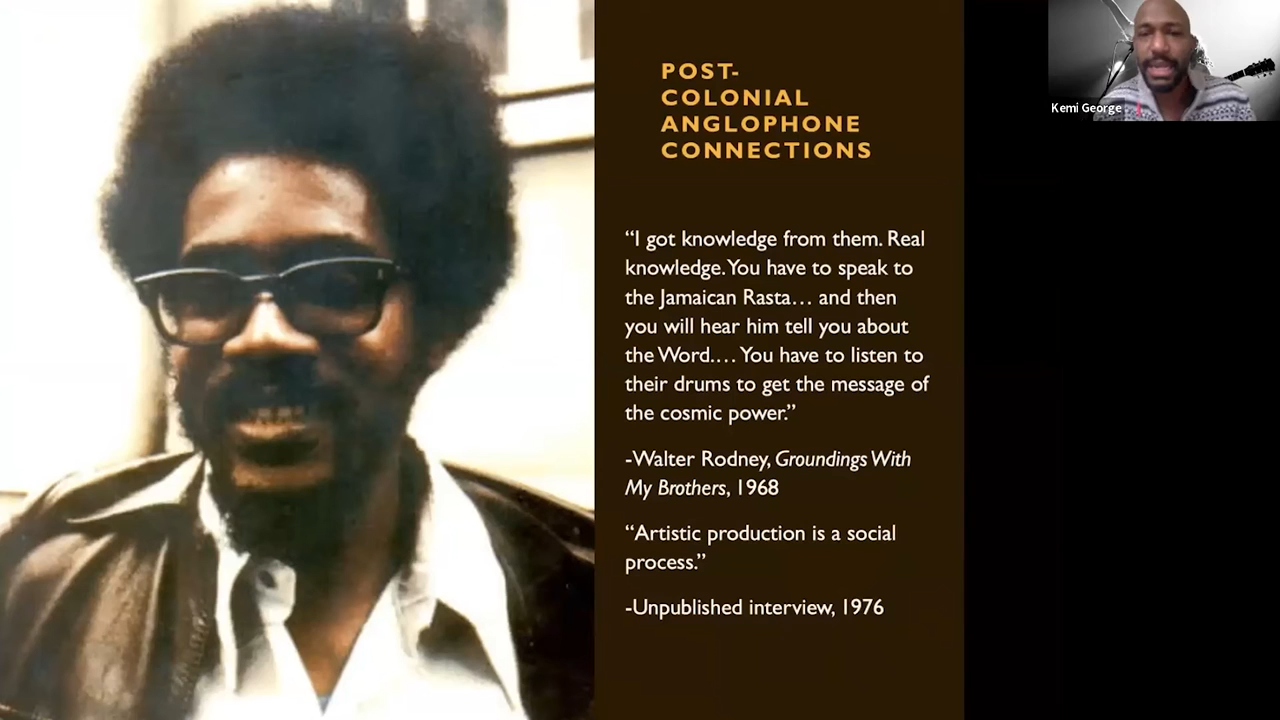 POST-
COLONIAL
ANGLOPHONE
CONNECTIONS
“I got knowledge from them. Real
knowledge. You have to speak to
the Jamaican Rasta… and then
you will hear him tell you about
the Word.… You have to listen to
their drums to get the message of
the cosmic power.”
-Walter Rodney, Groundings With
My Brothers, 1968
“Artistic production is a social
process.”
-Unpublished interview, 1976
Kemi George